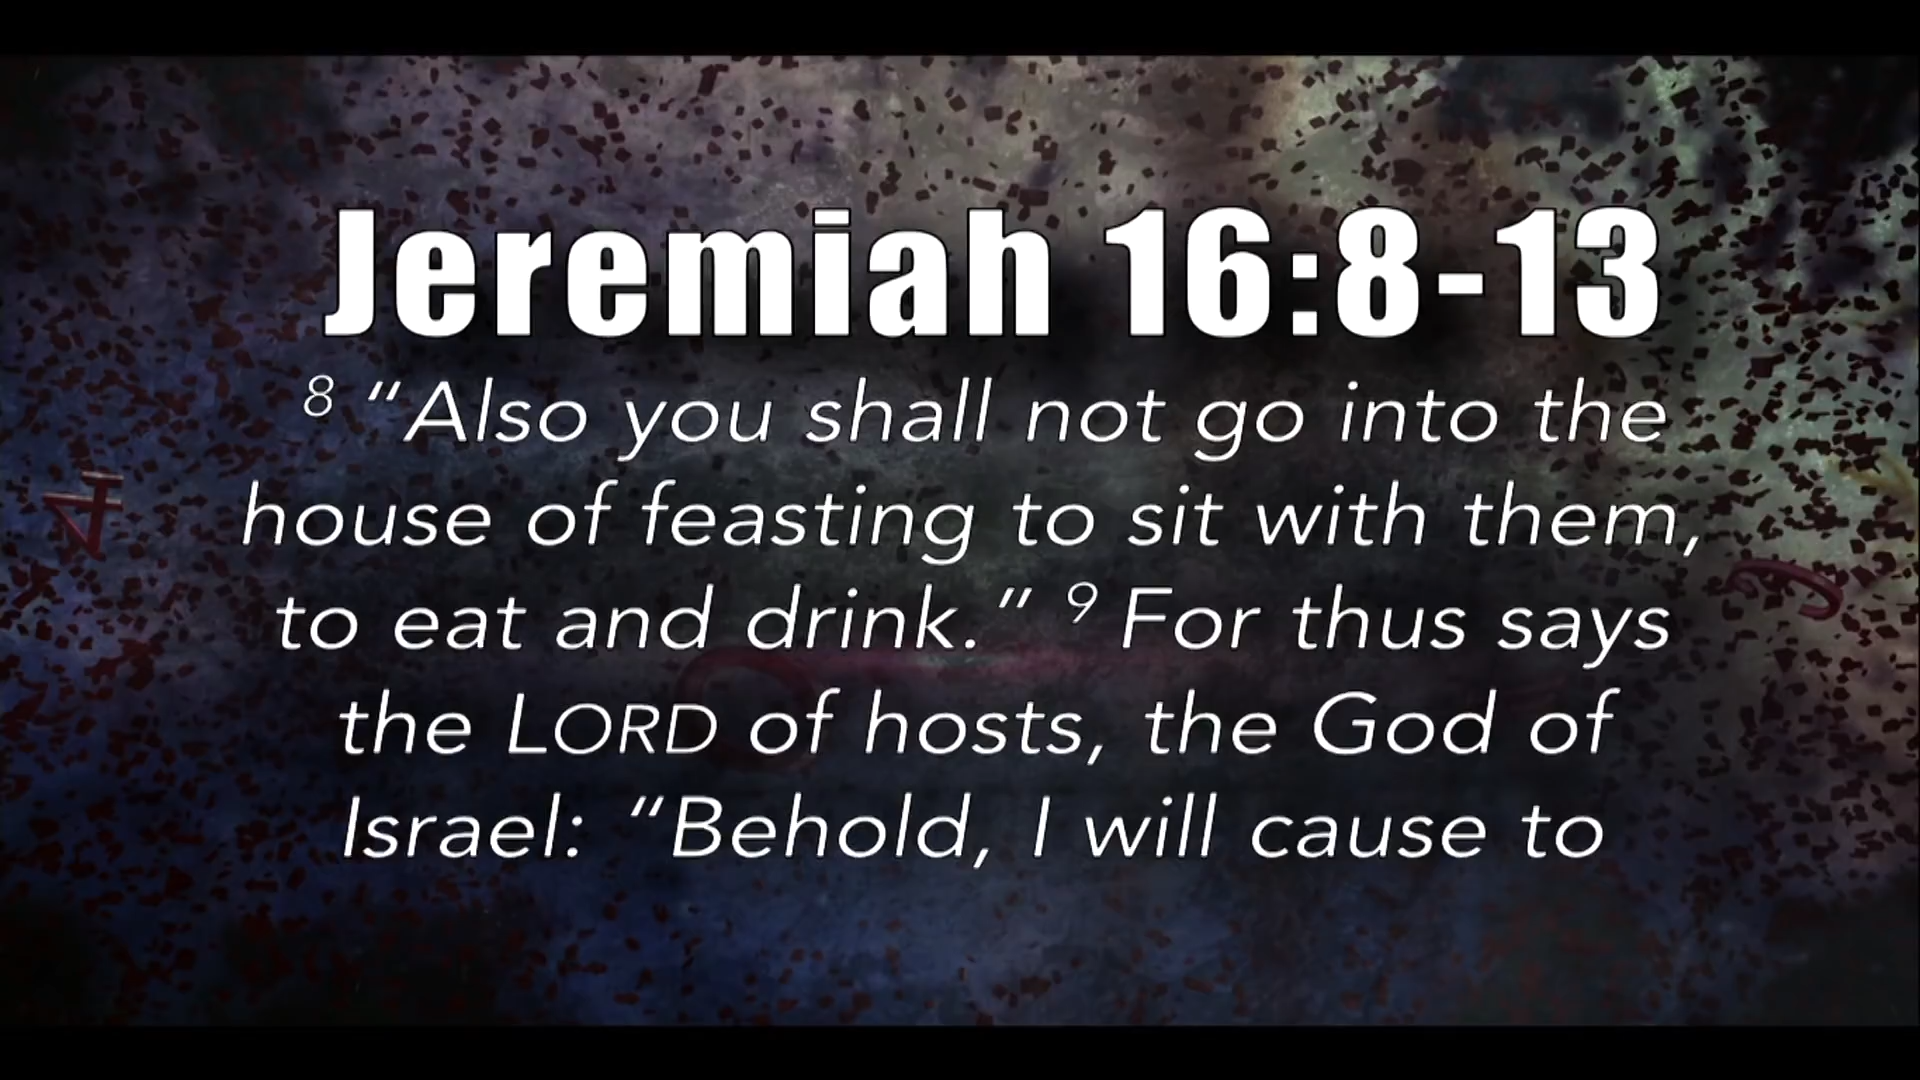 Jeremiah 16:8-13
8 “Also you shall not go into the
house of feasting to sit with them,
to eat and drink.” 9 For thus says
the LORD of hosts, the God of
Israel: “Behold, I will cause to